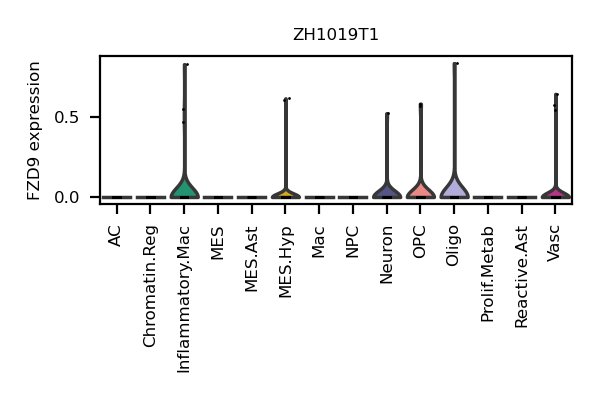 ZH1019T1
FZD9 expression
0.5
0.0
AC
Chromatin.Reg
Inflammatory.Mac
MES
MES.Ast
MES.Hyp
Mac
NPC
Neuron
OPC
Oligo
Prolif.Metab
Reactive.Ast
Vasc